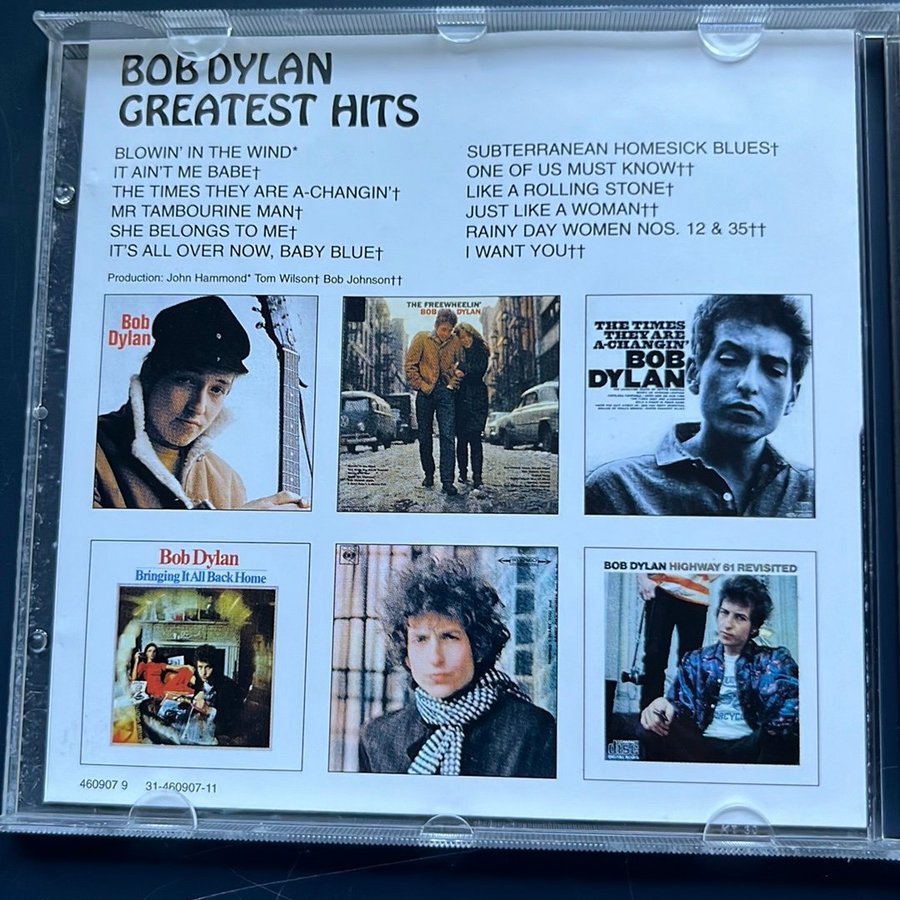 BOB DYLAN
GREATEST HITS
BLOWIN' IN THE WIND*
IT AIN'T ME BABE†
THE TIMES THEY ARE A-CHANGIN'†
MR TAMBOURINE MAN†
SHE BELONGS TO ME†
IT'S ALL OVER NOW, BABY BLUE†
SUBTERRANEAN HOMESICK BLUES†
ONE OF US MUST KNOW††
LIKE A ROLLING STONE†
JUST LIKE A WOMAN††
RAINY DAY WOMEN NOS. 12 & 35††
I WANT YOU††
Production: John Hammond* Tom Wilson† Bob Johnson††
Bob
Dylan
THE FREEWHEELIN'
BOB DYLAN
THE TIMES
THEY ARE
A-CHANGIN'
BOB
DYLAN
Bob Dylan
Bringing It All Back Home
BOB DYLAN HIGHWAY 61 REVISITED
disc
460907 9 31-460907-11